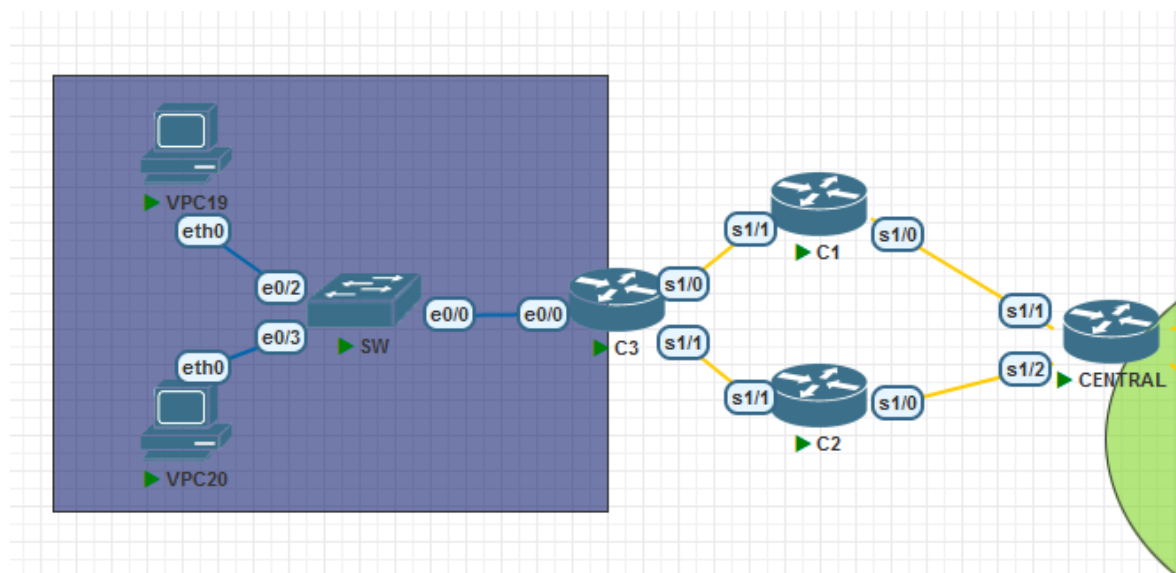 VPC19
eth0
e0/2
e0/3
eth0
VPC20
SW
e0/0
e0/0
C3
s1/0
s1/1
s1/1
C1
s1/0
s1/1
C2
s1/0
s1/1
s1/2
CENTRAL